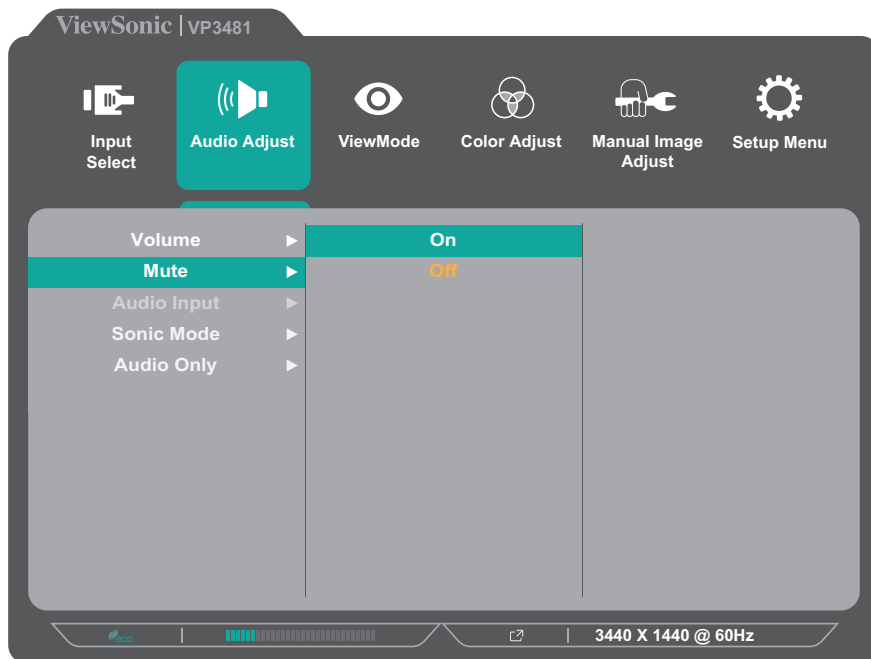 ViewSonic | VP3481
Input
Select
Audio Adjust
ViewMode
Color Adjust
Manual Image
Adjust
Setup Menu
Volume
On
Mute
Off
Audio Input
Sonic Mode
Audio Only
eco
3440 X 1440 @ 60Hz